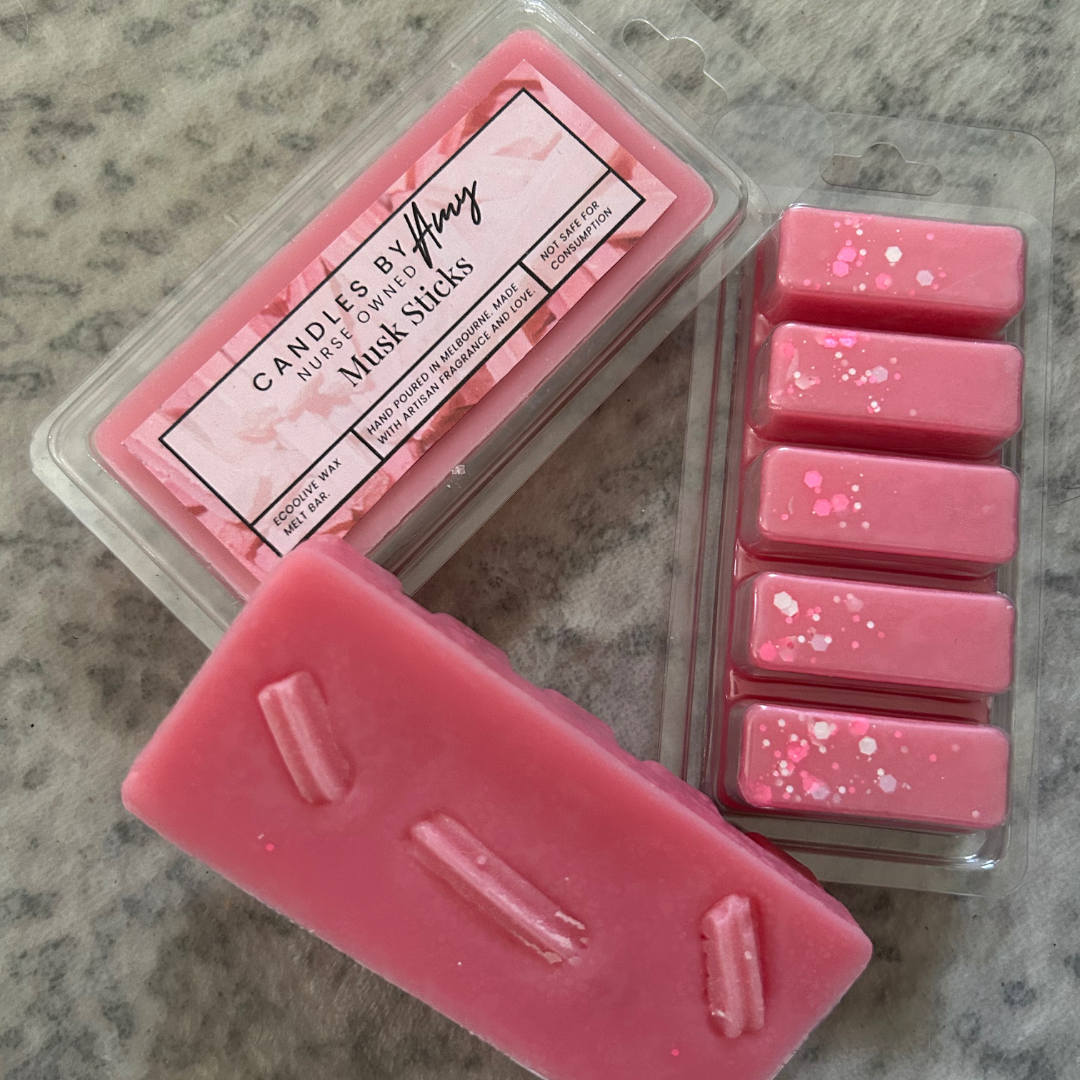 CANDLES BY Amy
NURSE OWNED
Musk Sticks
ECOOLIVE WAX
MELT BAR.
HAND POURED IN MELBOURNE. MADE
WITH ARTISAN FRAGRANCE AND LOVE.
NOT SAFE FOR
CONSUMPTION